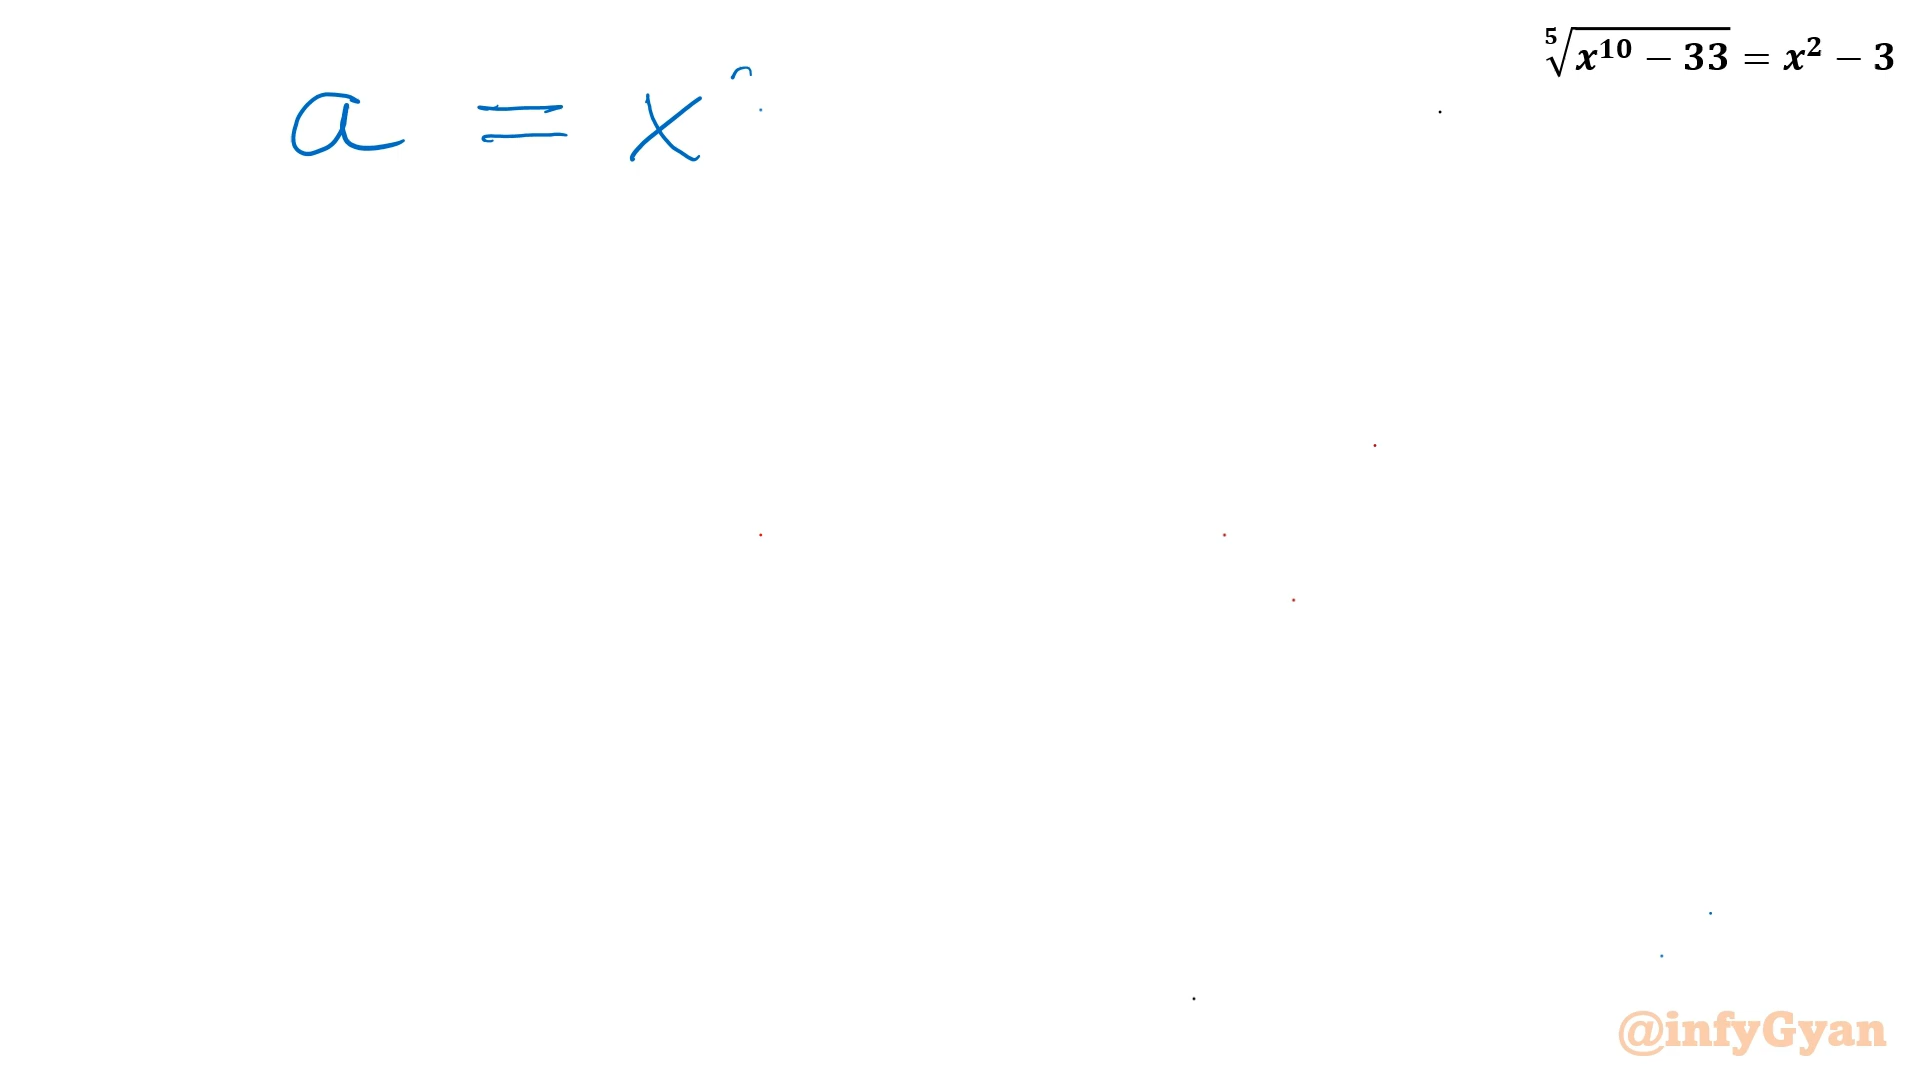 ⁵√(x¹⁰ − 33) = x² − 3
a = x
@infyGyan